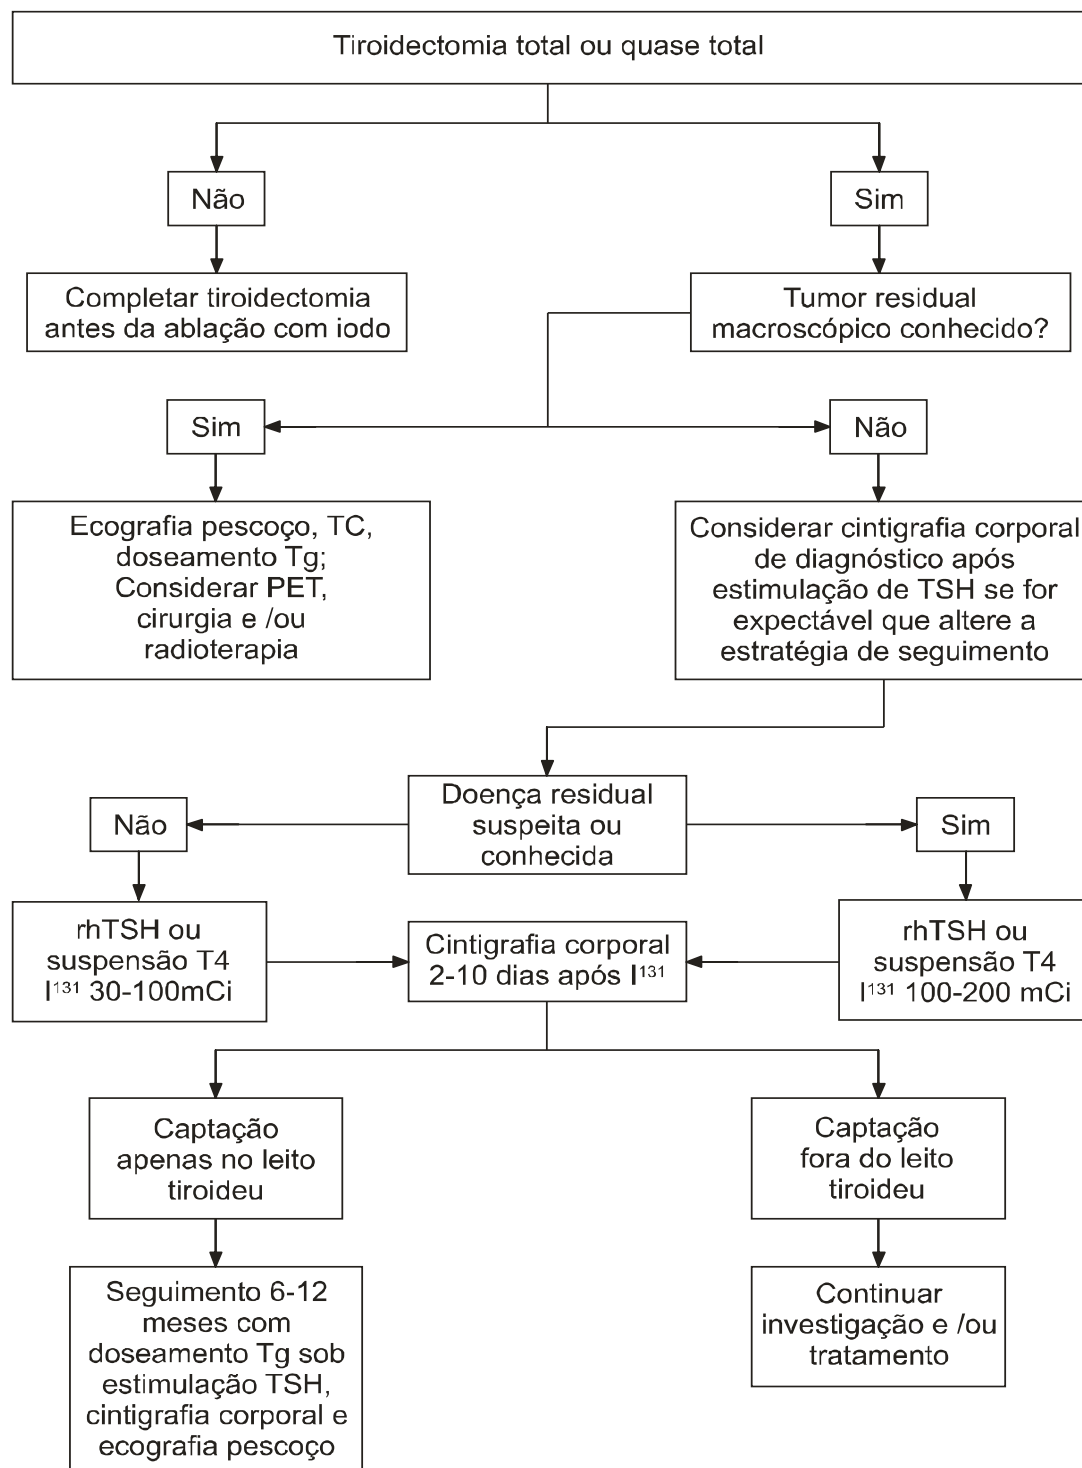 Tiroidectomia total ou quase total
Não
Sim
Completar tiroidectomia
antes da ablação com iodo
Tumor residual
macroscópico conhecido?
Sim
Não
Ecografia pescoço, TC,
doseamento Tg;
Considerar PET,
cirurgia e /ou
radioterapia
Considerar cintigrafia corporal
de diagnóstico após
estimulação de TSH se for
expectável que altere a
estratégia de seguimento
Doença residual
suspeita ou
conhecida
Não
Sim
rhTSH ou
suspensão T4
I¹³¹ 30-100mCi
Cintigrafia corporal
2-10 dias após I¹³¹
rhTSH ou
suspensão T4
I¹³¹ 100-200 mCi
Captação
apenas no leito
tiroideu
Captação
fora do leito
tiroideu
Seguimento 6-12
meses com
doseamento Tg sob
estimulação TSH,
cintigrafia corporal e
ecografia pescoço
Continuar
investigação e /ou
tratamento